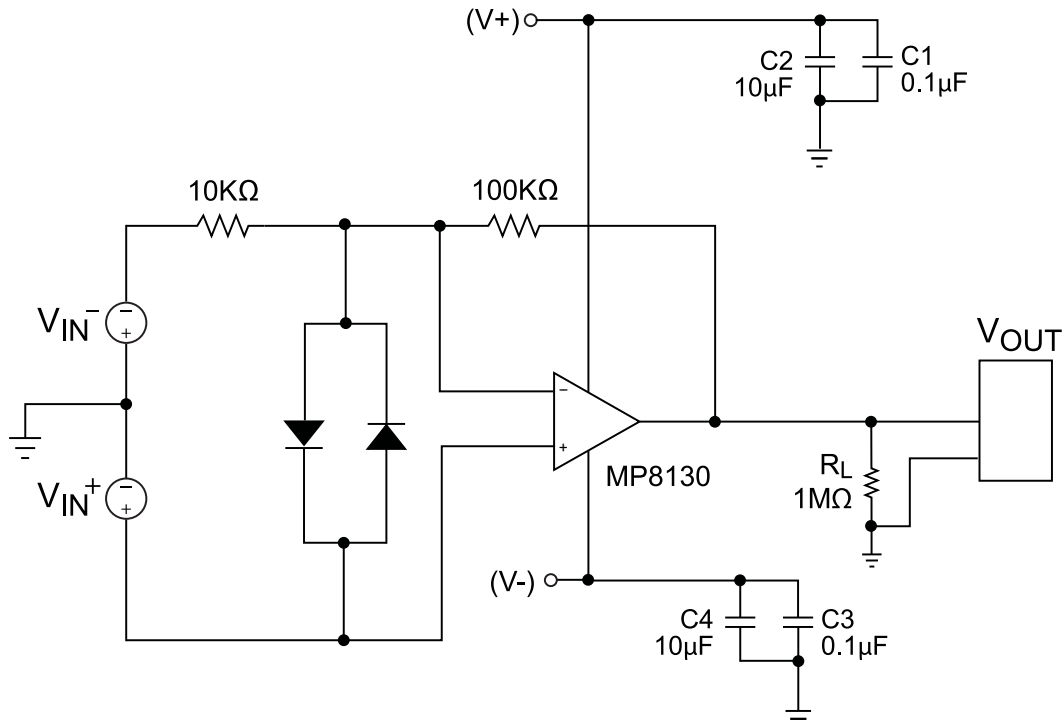 (V+)
C2
10µF
C1
0.1µF
10KΩ
100KΩ
VIN−
− +
VIN+
− +
−
+
MP8130
VOUT
RL
1MΩ
(V-)
C4
10µF
C3
0.1µF